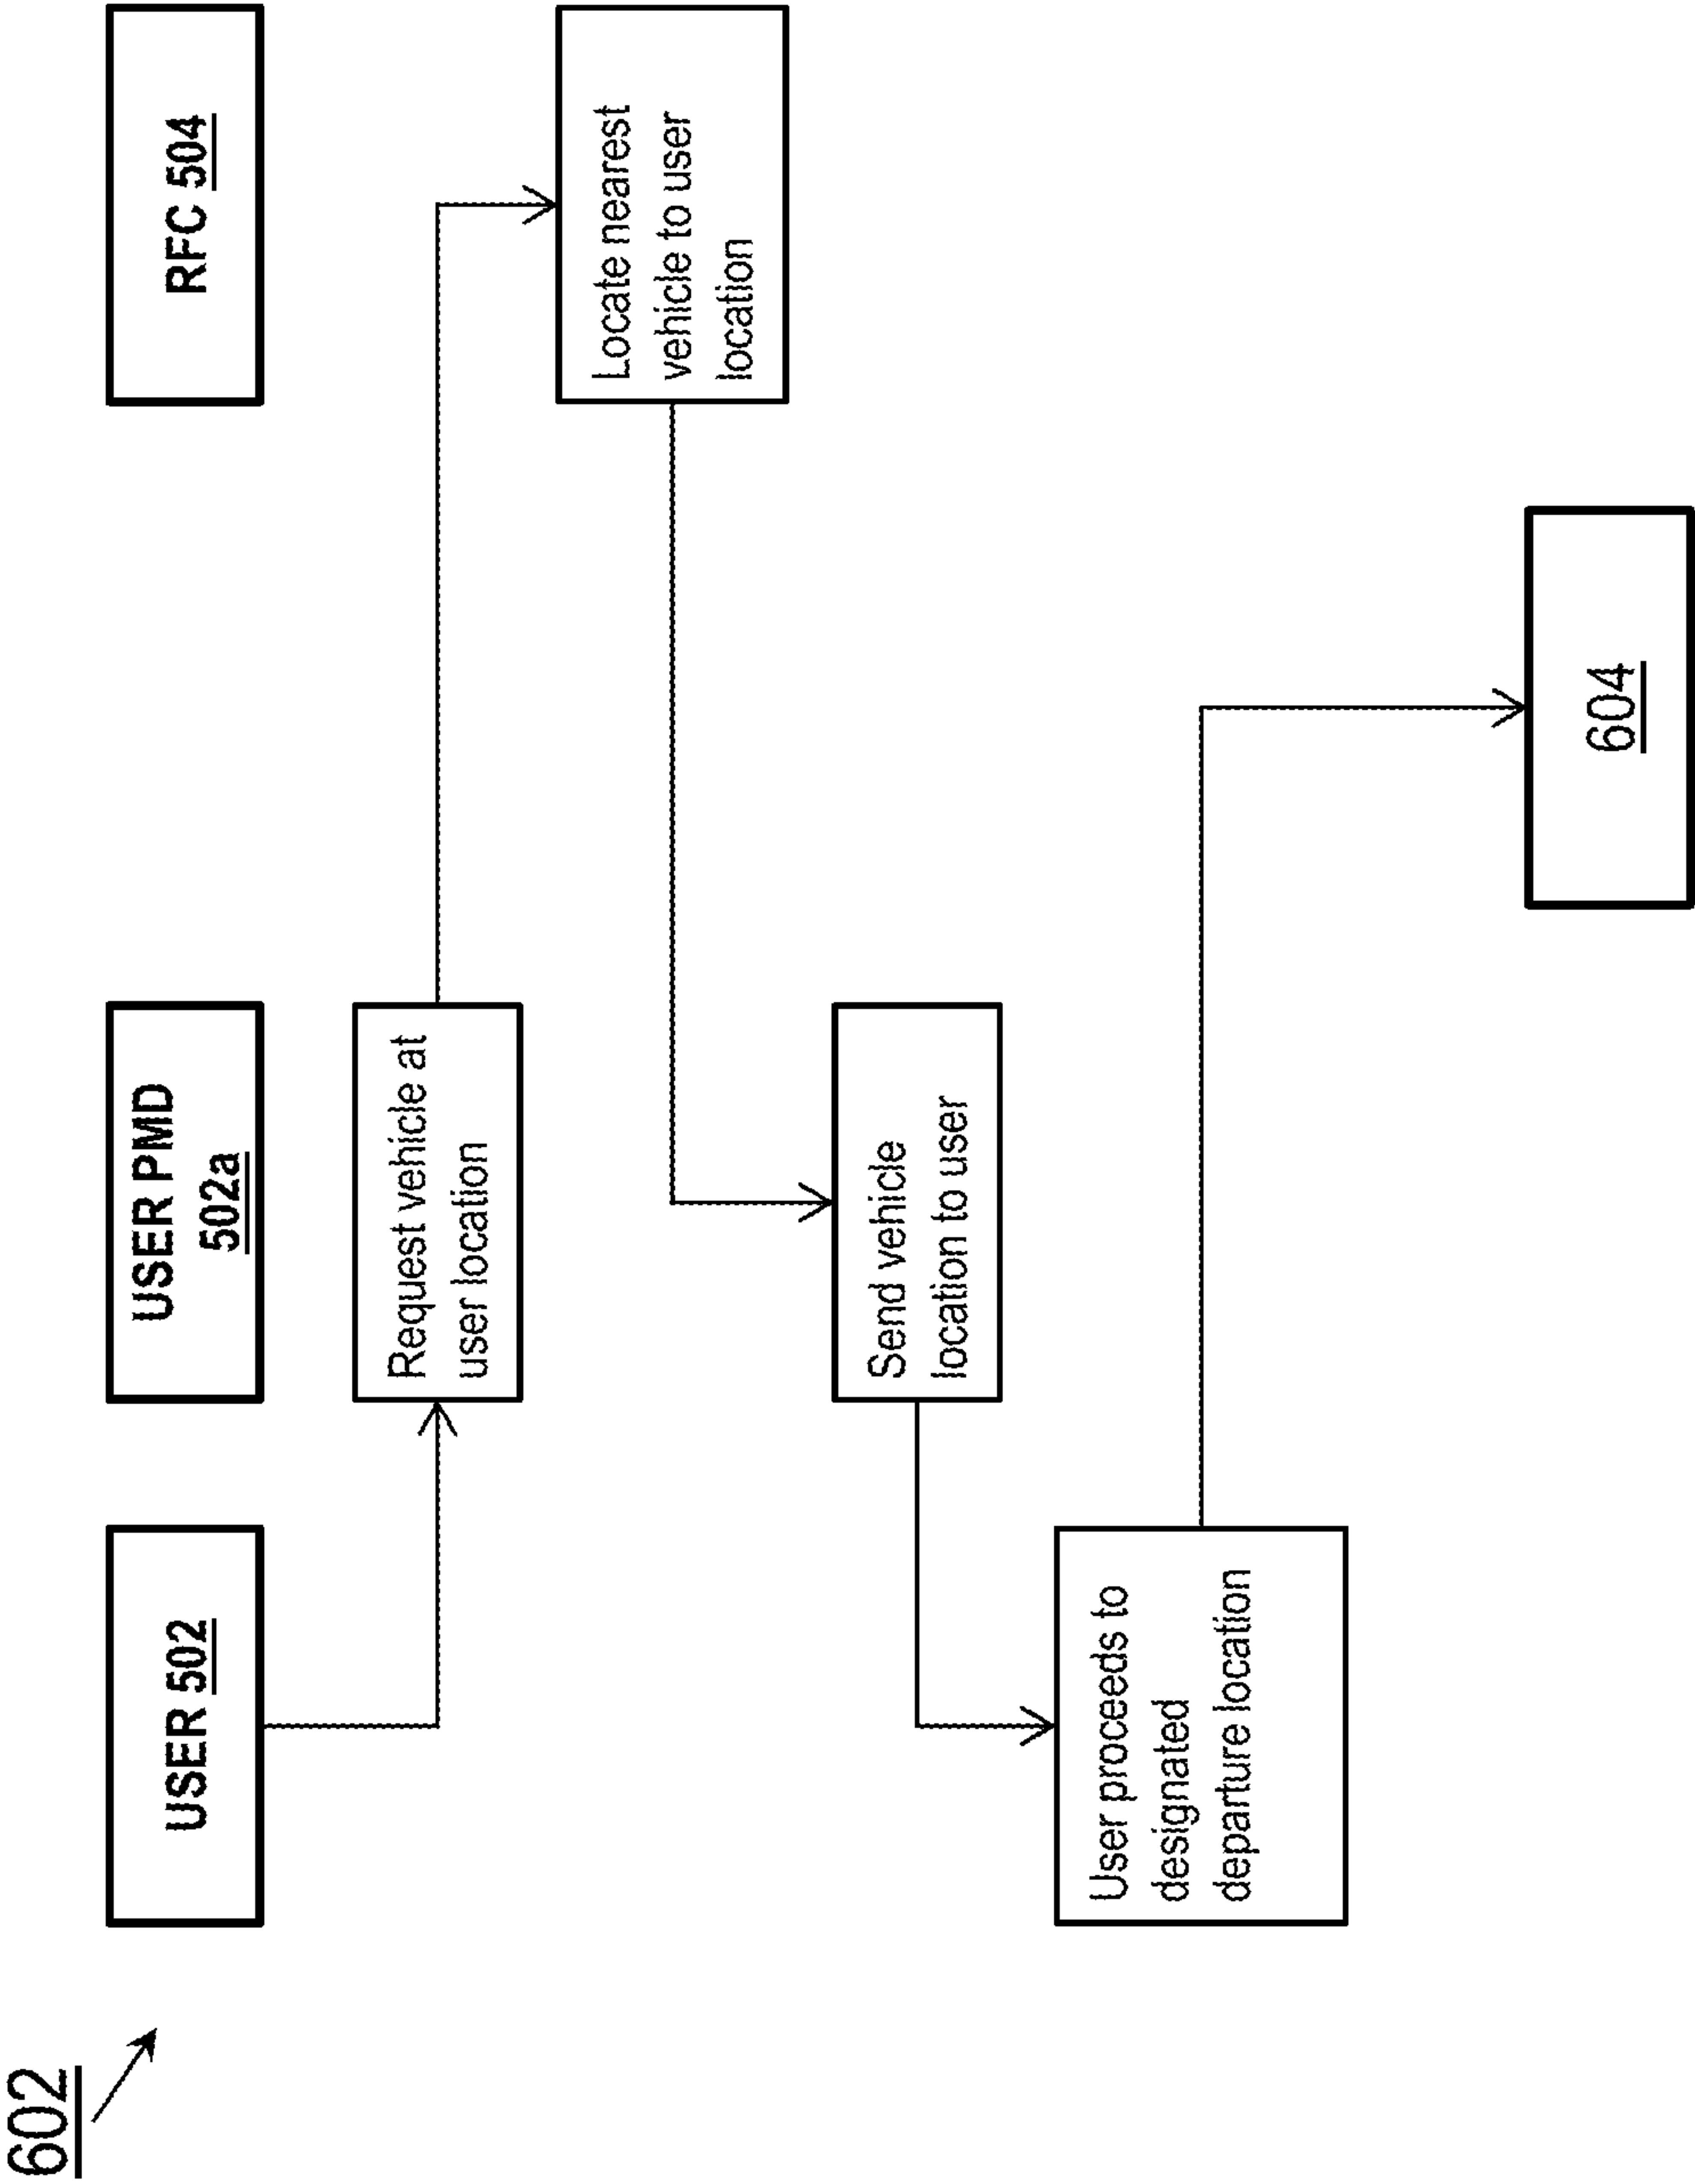 602
USER 502
USER PMD
502a
RFC 504
Request vehicle at
user location
Locate nearest
vehicle to user
location
Send vehicle
location to user
User proceeds to
designated
departure location
604